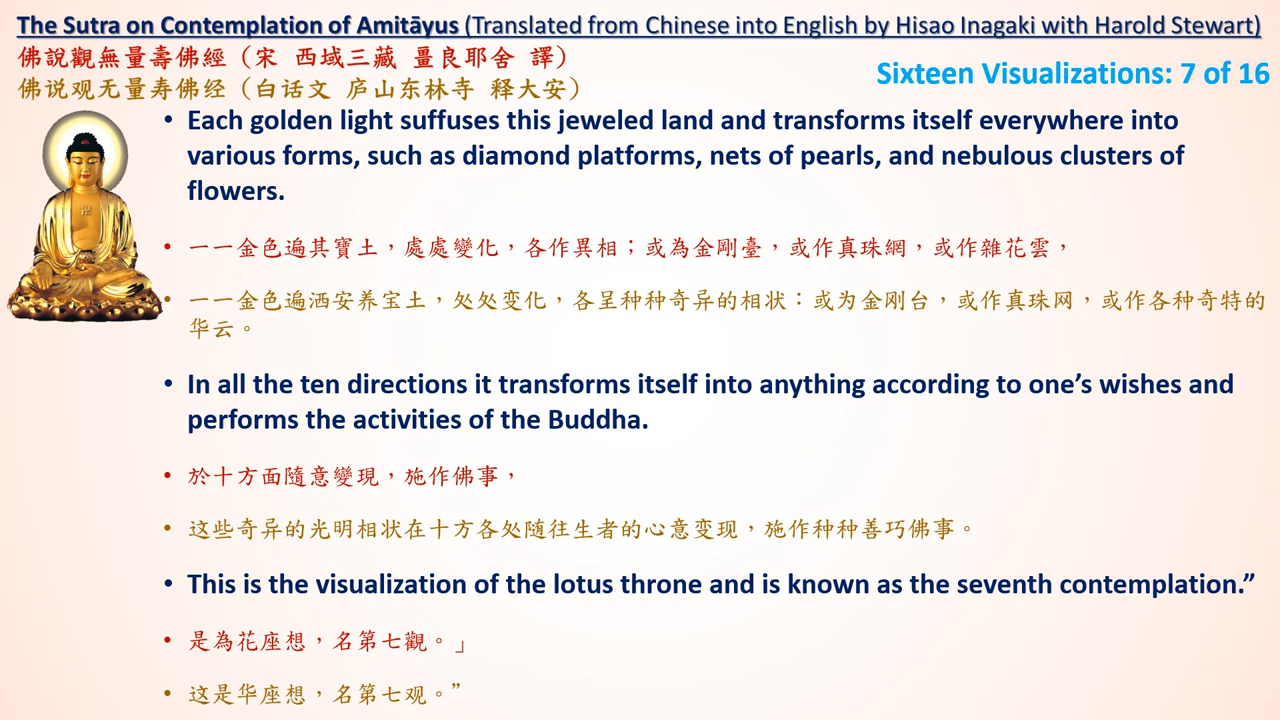 The Sutra on Contemplation of Amitāyus (Translated from Chinese into English by Hisao Inagaki with Harold Stewart)
佛說觀無量壽佛經（宋 西域三藏 畺良耶舍 譯）
佛说观无量寿佛经（白话文 庐山东林寺 释大安）
Sixteen Visualizations: 7 of 16
• Each golden light suffuses this jeweled land and transforms itself everywhere into
various forms, such as diamond platforms, nets of pearls, and nebulous clusters of
flowers.
• 一一金色遍其寶土，處處變化，各作異相；或為金剛臺，或作真珠網，或作雜花雲，
• 一一金色遍洒安养宝土，处处变化，各呈种种奇异的相状：或为金刚台，或作真珠网，或作各种奇特的
华云。
• In all the ten directions it transforms itself into anything according to one’s wishes and
performs the activities of the Buddha.
• 於十方面隨意變現，施作佛事，
• 这些奇异的光明相状在十方各处随往生者的心意变现，施作种种善巧佛事。
• This is the visualization of the lotus throne and is known as the seventh contemplation.”
• 是為花座想，名第七觀。」
• 这是华座想，名第七观。”